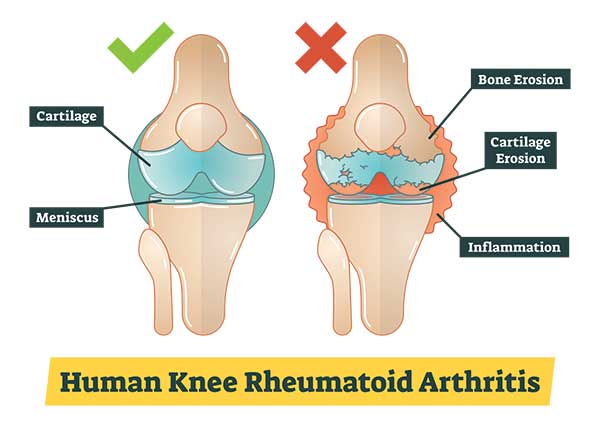 Cartilage
Meniscus
Bone Erosion
Cartilage
Erosion
Inflammation
Human Knee Rheumatoid Arthritis